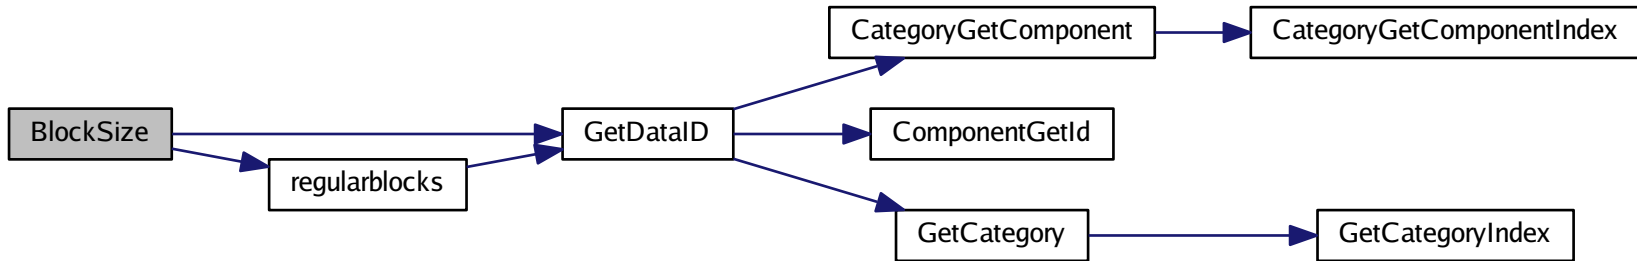 CategoryGetComponent
CategoryGetComponentIndex
BlockSize
GetDataID
ComponentGetId
regularblocks
GetCategory
GetCategoryIndex